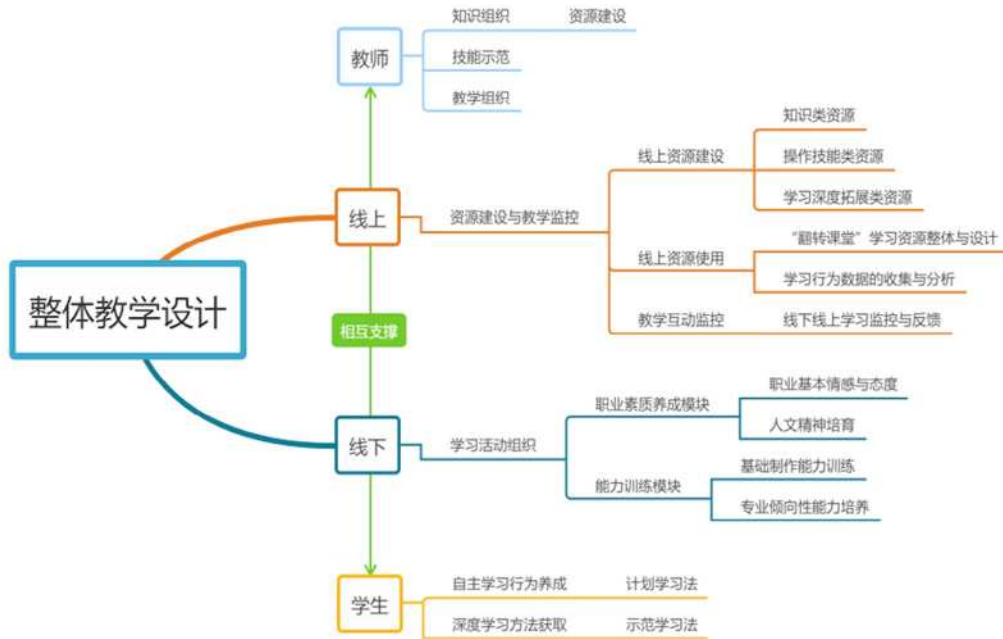 整体教学设计
教师
知识组织
资源建设
技能示范
教学组织
线上
资源建设与教学监控
线上资源建设
知识类资源
操作技能类资源
学习深度拓展类资源
线上资源使用
“翻转课堂”学习资源整体与设计
学习行为数据的收集与分析
教学互动监控
线下线上学习监控与反馈
相互支撑
线下
学习活动组织
职业素质养成模块
职业基本情感与态度
人文精神培育
能力训练模块
基础制作能力训练
专业倾向性能力培养
学生
自主学习行为养成
计划学习法
深度学习方法获取
示范学习法